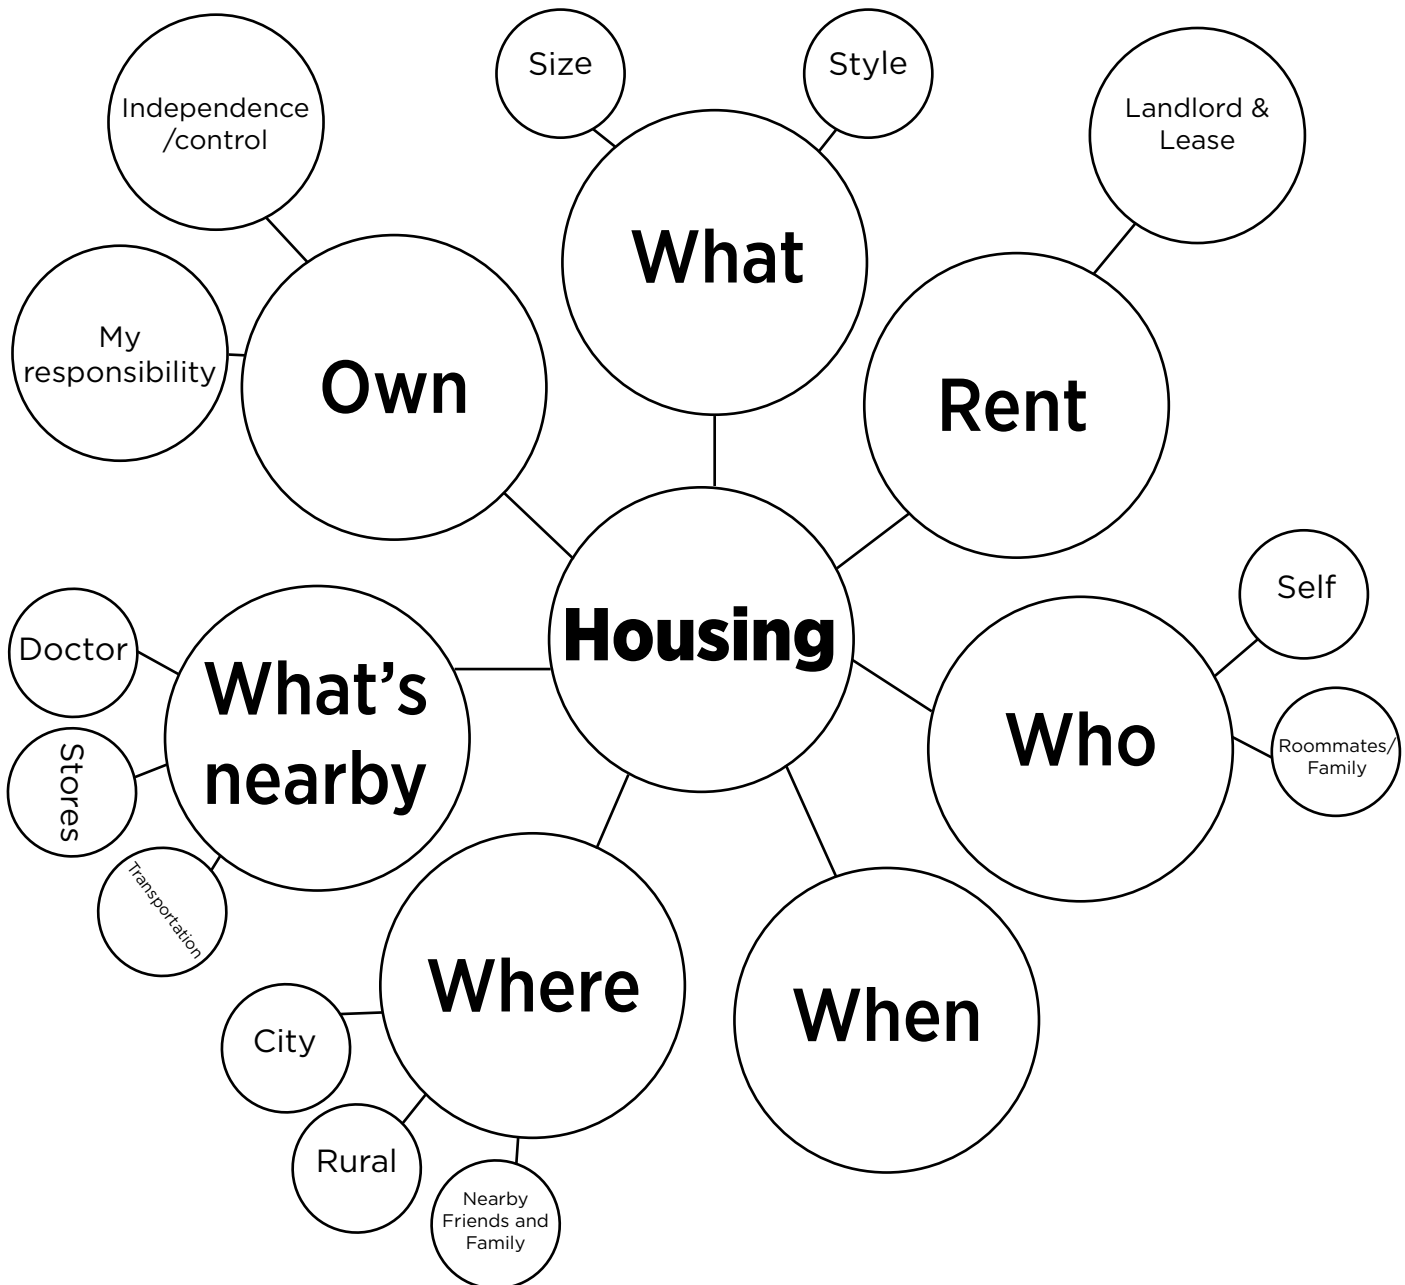 Size
Style
Independence
/control
Landlord &
Lease
What
My
responsibility
Own
Rent
Self
Housing
Doctor
What’s
nearby
Who
Roommates/
Family
Stores
Transportation
Where
When
City
Rural
Nearby
Friends and
Family